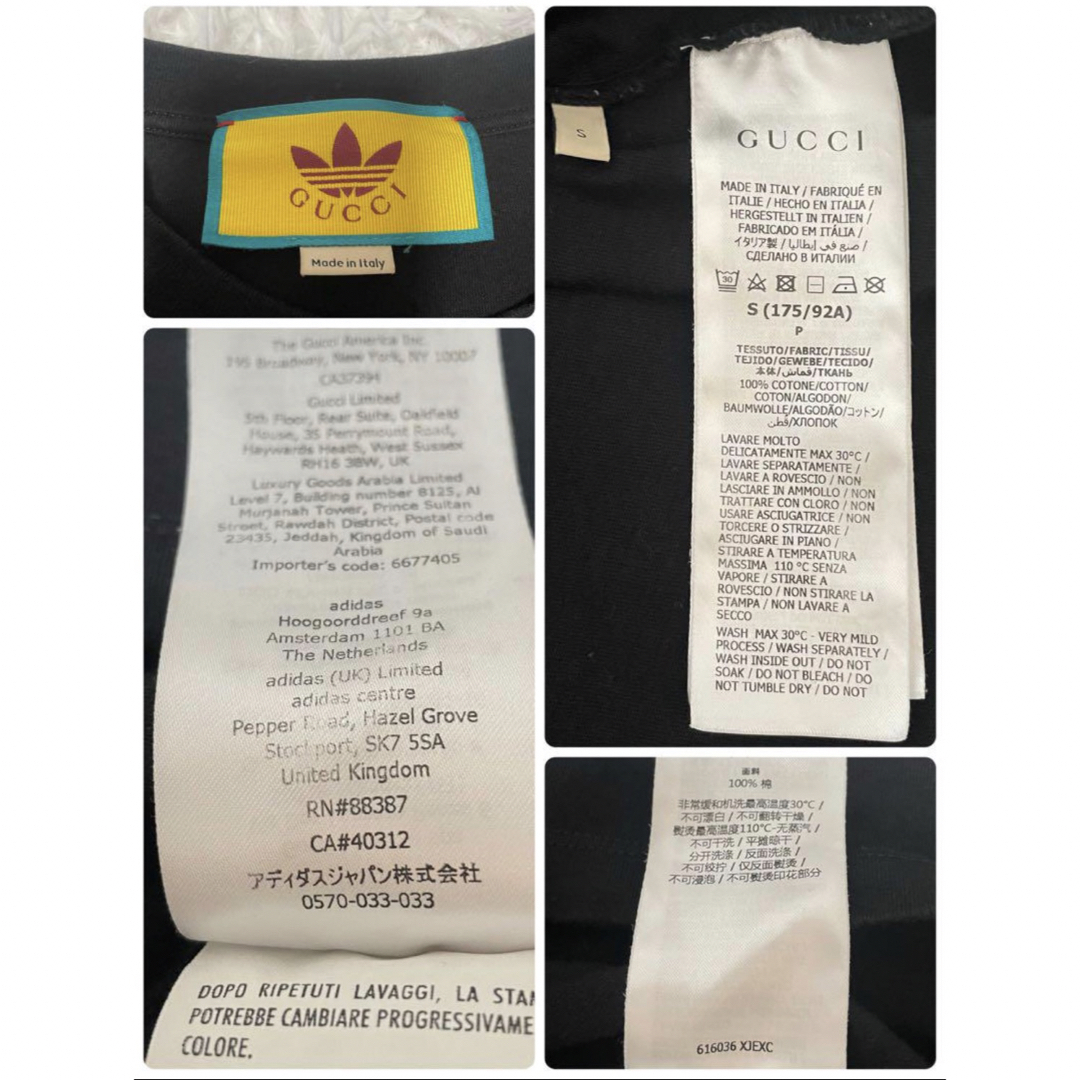 GUCCI
Made in Italy
The Gucci America Inc.
195 Broadway, New York, NY 10007
CA37394
Gucci Limited
5th Floor, Rear Suite, Oakfield
House, 35 Perrymount Road,
Haywards Heath, West Sussex
RH16 3BW, UK
Luxury Goods Arabia Limited
Level 7, Building number 8125, Al
Murjanah Tower, Prince Sultan
Street, Rawdah District, Postal code
23435, Jeddah, Kingdom of Saudi
Arabia
Importer's code: 6677405
adidas
Hoogoorddreef 9a
Amsterdam 1101 BA
The Netherlands
adidas (UK) Limited
adidas centre
Pepper Road, Hazel Grove
Stockport, SK7 5SA
United Kingdom
RN#88387
CA#40312
アディダスジャパン株式会社
0570-033-033
DOPO RIPETUTI LAVAGGI, LA
POTREBBE CAMBIARE
COLORE.
S
GUCCI
MADE IN ITALY / FABRIQUÉ EN
ITALIE / HECHO EN ITALIA /
HERGESTELLT IN ITALIEN /
FABRICADO EM ITÁLIA /
イタリア製 / صنع في إيطاليا /
СДЕЛАНО В ИТАЛИИ
30
S (175/92A)
P
TESSUTO/FABRIC/TISSU/
TEJIDO/GEWEBE/TECIDO/
本体/قماش/ТКАНЬ
100% COTONE/COTTON/
COTON/ALGODON/
BAUMWOLLE/ALGODÃO/コットン/
قطن/ХЛОПОК
LAVARE MOLTO
DELICATAMENTE MAX 30°C /
LAVARE SEPARATAMENTE /
LAVARE A ROVESCIO / NON
LASCIARE IN AMMOLLO / NON
TRATTARE CON CLORO / NON
USARE ASCIUGATRICE / NON
TORCERE O STRIZZARE /
ASCIUGARE IN PIANO /
STIRARE A TEMPERATURA
MASSIMA 110 °C SENZA
VAPORE / STIRARE A
ROVESCIO / NON STIRARE LA
STAMPA / NON LAVARE A
SECCO
WASH MAX 30°C - VERY MILD
PROCESS / WASH SEPARATELY /
WASH INSIDE OUT / DO NOT
SOAK / DO NOT BLEACH / DO
NOT TUMBLE DRY / DO NOT
面料
100% 棉
非常缓和机洗最高温度30°C /
不可漂白 / 不可翻转干燥 /
熨烫最高温度110°C-无蒸汽 /
不可干洗 / 平摊晾干 /
分开洗涤 / 反面洗涤 /
不可绞拧 / 仅反面熨烫 /
不可浸泡 / 不可熨烫印花部分
616036 XJEXC